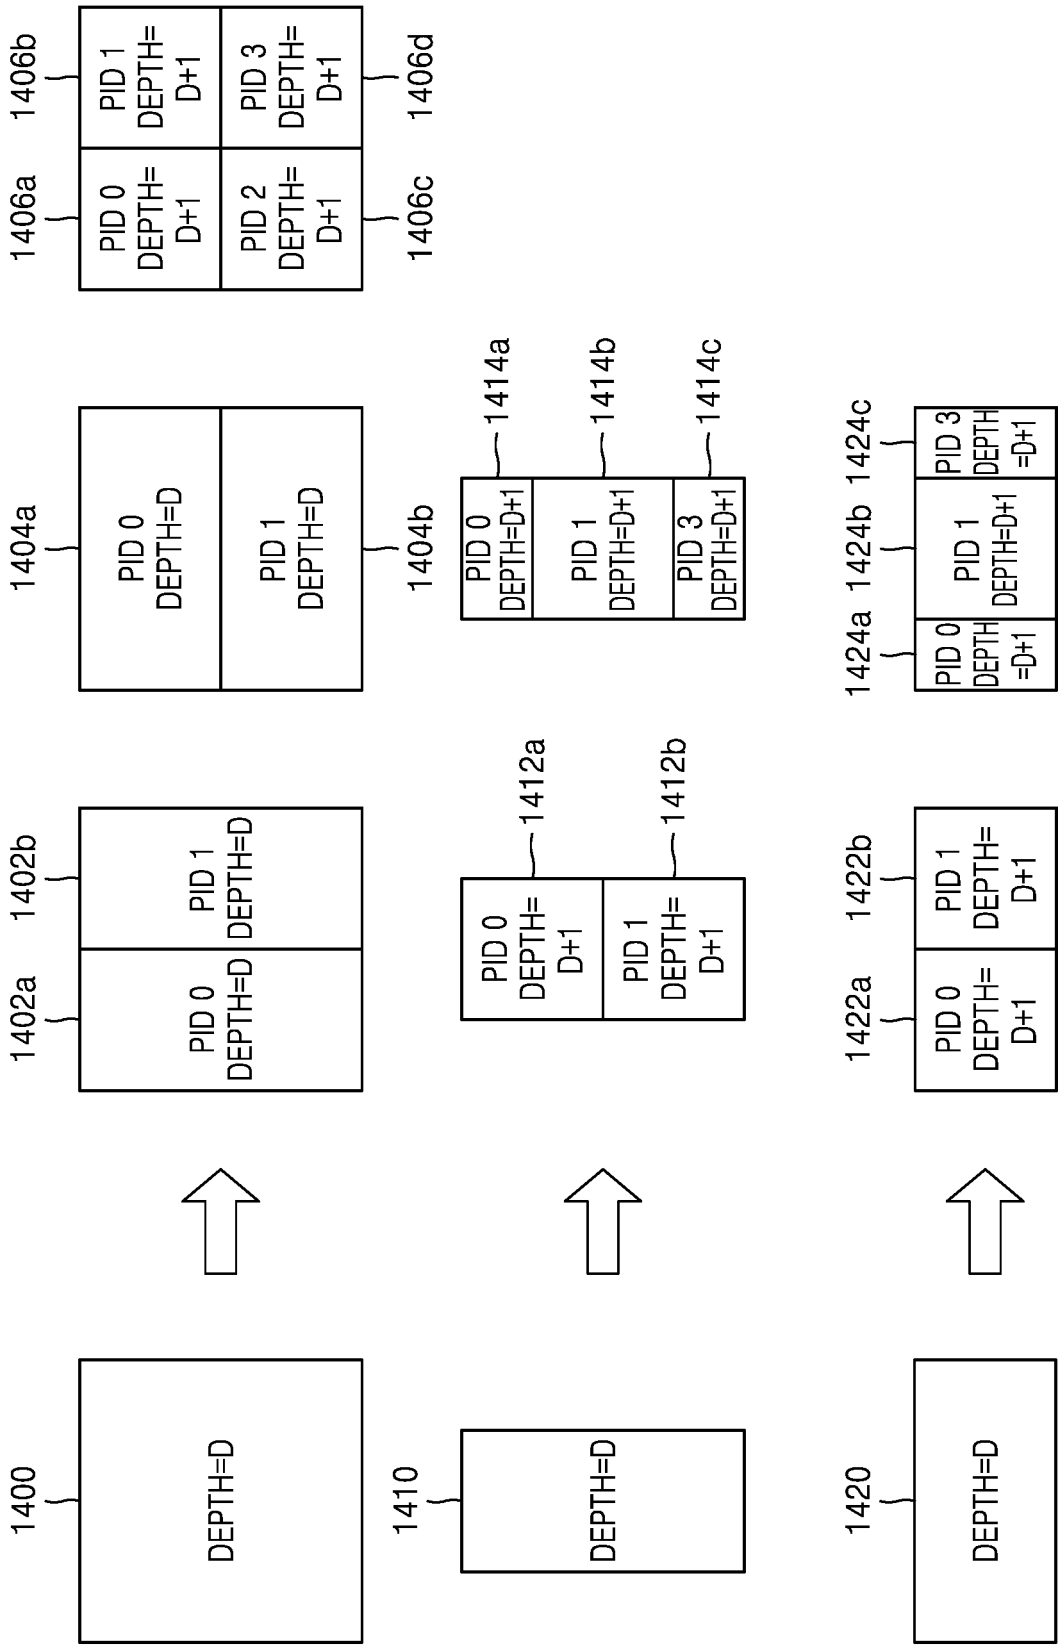 1400
DEPTH=D
1402a
1402b
PID 0
DEPTH=D
PID 1
DEPTH=D
1404a
PID 0
DEPTH=D
PID 1
DEPTH=D
1404b
1406a
1406b
PID 0
DEPTH=
D+1
PID 1
DEPTH=
D+1
PID 2
DEPTH=
D+1
PID 3
DEPTH=
D+1
1406c
1406d
1410
DEPTH=D
PID 0
DEPTH=
D+1
1412a
PID 1
DEPTH=
D+1
1412b
PID 0
DEPTH=D+1
1414a
PID 1
DEPTH=D+1
1414b
PID 3
DEPTH=D+1
1414c
1420
DEPTH=D
1422a
1422b
PID 0
DEPTH=
D+1
PID 1
DEPTH=
D+1
1424a
1424b
1424c
PID 0
DEPTH
=D+1
PID 1
DEPTH=D+1
PID 3
DEPTH
=D+1